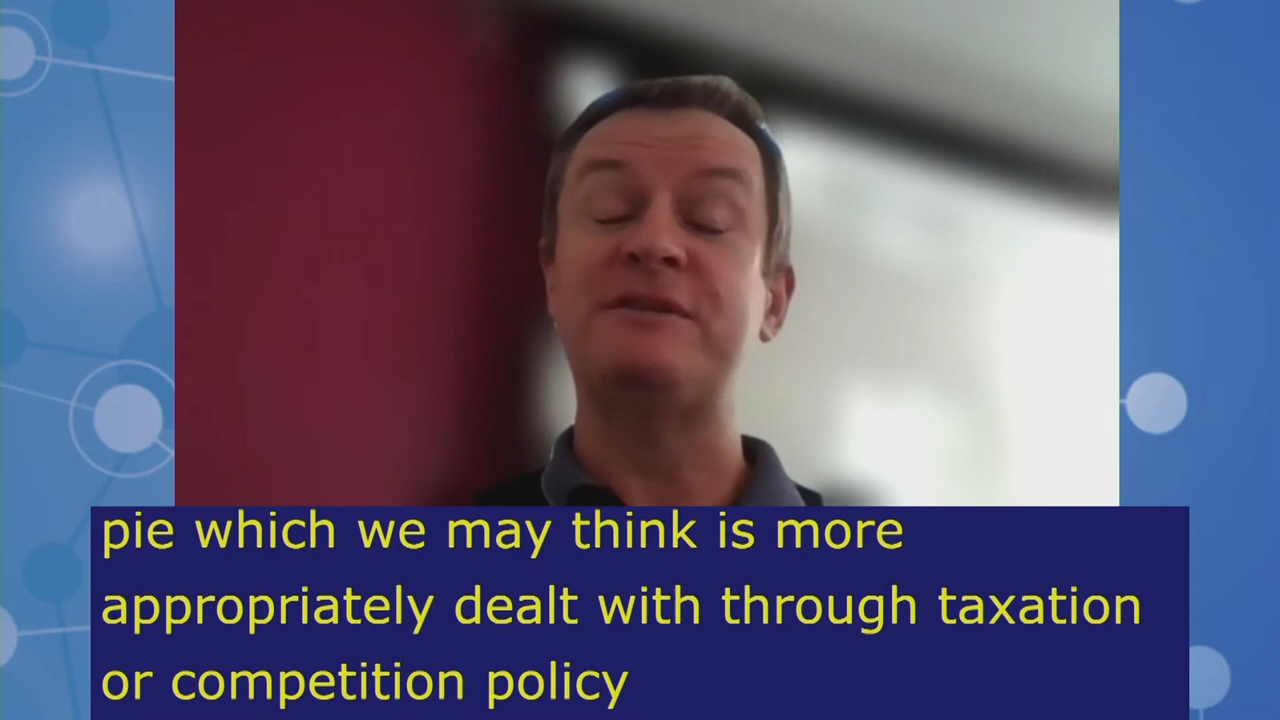 pie which we may think is more
appropriately dealt with through taxation
or competition policy